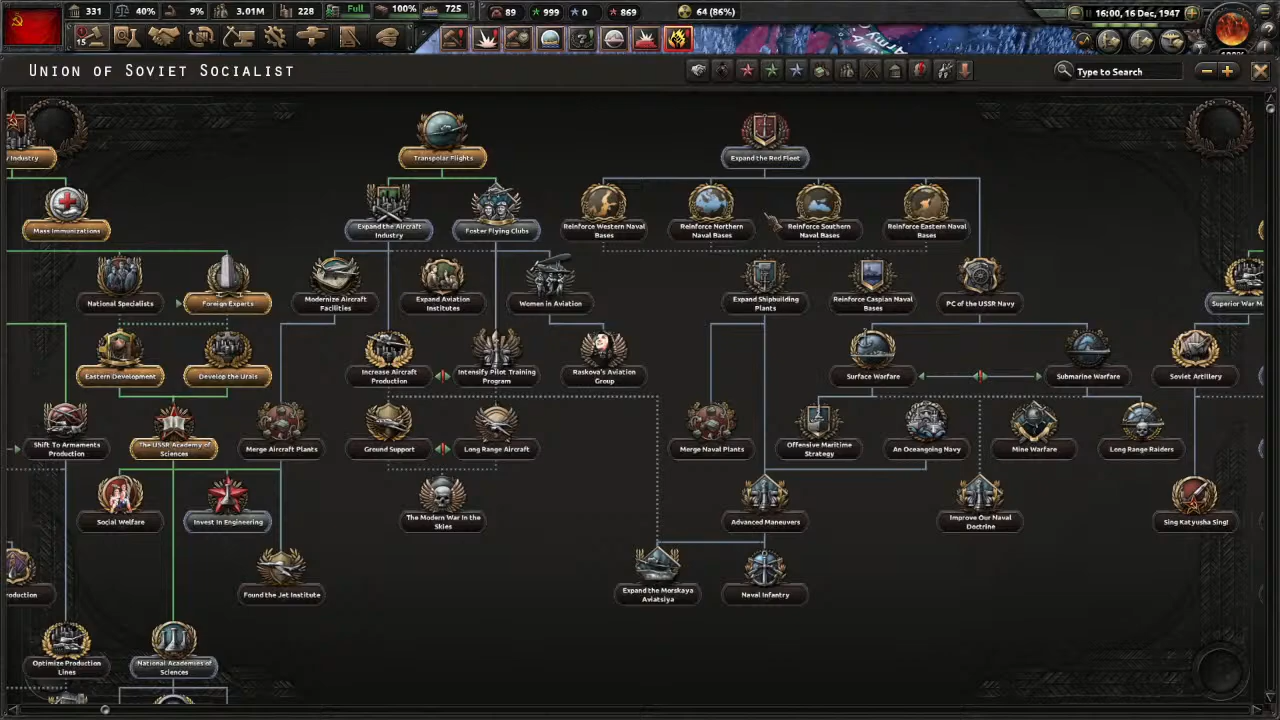 331 40% 9% 3.01M 228 Full 100% 725 89 999 0 869 64 (86%) 16:00, 16 Dec, 1947
15
Army
Union of Soviet Socialist
Type to Search
Industry
Transpolar Flights
Expand the Red Fleet
Mass Immunizations
Expand the Aircraft
Industry
Foster Flying Clubs
Reinforce Western Naval
Bases
Reinforce Northern
Naval Bases
Reinforce Southern
Naval Bases
Reinforce Eastern Naval
Bases
National Specialists
Foreign Experts
Modernize Aircraft
Facilities
Expand Aviation
Institutes
Women in Aviation
Expand Shipbuilding
Plants
Reinforce Caspian Naval
Bases
PC of the USSR Navy
Superior War M
Eastern Development
Develop the Urals
Increase Aircraft
Production
Intensify Pilot Training
Program
Raskova's Aviation
Group
Surface Warfare
Submarine Warfare
Soviet Artillery
Shift To Armaments
Production
The USSR Academy of
Sciences
Merge Aircraft Plants
Ground Support
Long Range Aircraft
Merge Naval Plants
Offensive Maritime
Strategy
An Oceangoing Navy
Mine Warfare
Long Range Raiders
Social Welfare
Invest In Engineering
The Modern War In the
Skies
Advanced Maneuvers
Improve Our Naval
Doctrine
Sing Katyusha Sing!
roduction
Found the Jet Institute
Expand the Morskaya
Aviatsiya
Naval Infantry
Optimize Production
Lines
National Academies of
Sciences